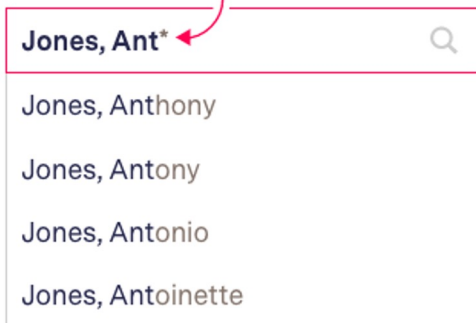 Jones, Ant*
Jones, Anthony
Jones, Antony
Jones, Antonio
Jones, Antoinette